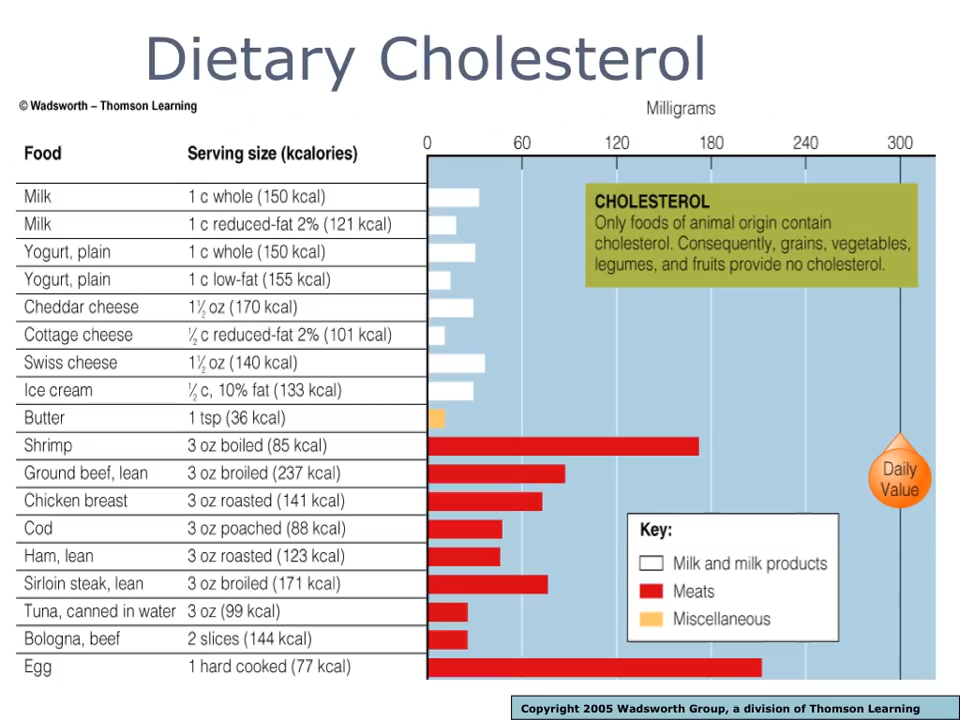 Dietary Cholesterol
© Wadsworth – Thomson Learning
Milligrams
Food Serving size (kcalories) 0 60 120 180 240 300
Milk 1 c whole (150 kcal)
Milk 1 c reduced-fat 2% (121 kcal)
Yogurt, plain 1 c whole (150 kcal)
Yogurt, plain 1 c low-fat (155 kcal)
Cheddar cheese 1½ oz (170 kcal)
Cottage cheese ½ c reduced-fat 2% (101 kcal)
Swiss cheese 1½ oz (140 kcal)
Ice cream ½ c, 10% fat (133 kcal)
Butter 1 tsp (36 kcal)
Shrimp 3 oz boiled (85 kcal)
Ground beef, lean 3 oz broiled (237 kcal)
Chicken breast 3 oz roasted (141 kcal)
Cod 3 oz poached (88 kcal)
Ham, lean 3 oz roasted (123 kcal)
Sirloin steak, lean 3 oz broiled (171 kcal)
Tuna, canned in water 3 oz (99 kcal)
Bologna, beef 2 slices (144 kcal)
Egg 1 hard cooked (77 kcal)
CHOLESTEROL
Only foods of animal origin contain
cholesterol. Consequently, grains, vegetables,
legumes, and fruits provide no cholesterol.
Daily
Value
Key:
Milk and milk products
Meats
Miscellaneous
Copyright 2005 Wadsworth Group, a division of Thomson Learning